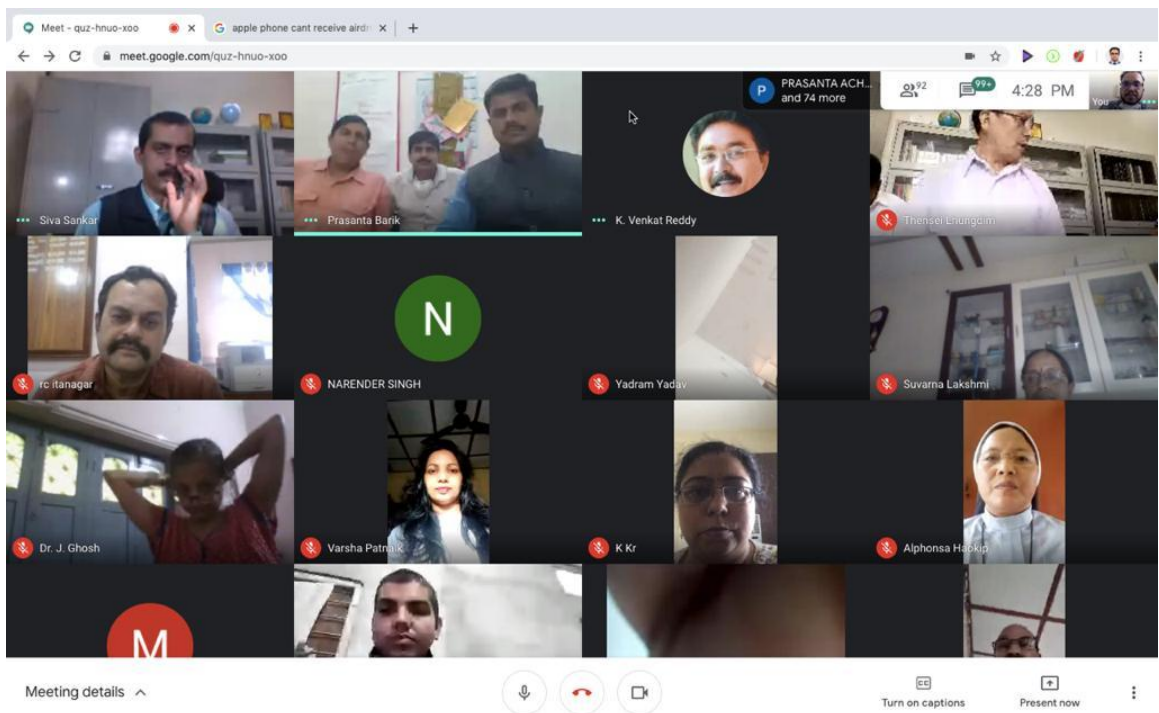 Meet - quz-hnuo-xoo
apple phone cant receive airdr
meet.google.com/quz-hnuo-xoo
P
PRASANTA ACH...
and 74 more
92
99+
4:28 PM
You
Siva Sankar
Prasanta Barik
K. Venkat Reddy
Thensei Lhungdim
rc itanagar
N
NARENDER SINGH
Yadram Yadav
Suvarna Lakshmi
Dr. J. Ghosh
Varsha Patnaik
K Kr
Alphonsa Haokip
M
Meeting details
CC
Turn on captions
Present now